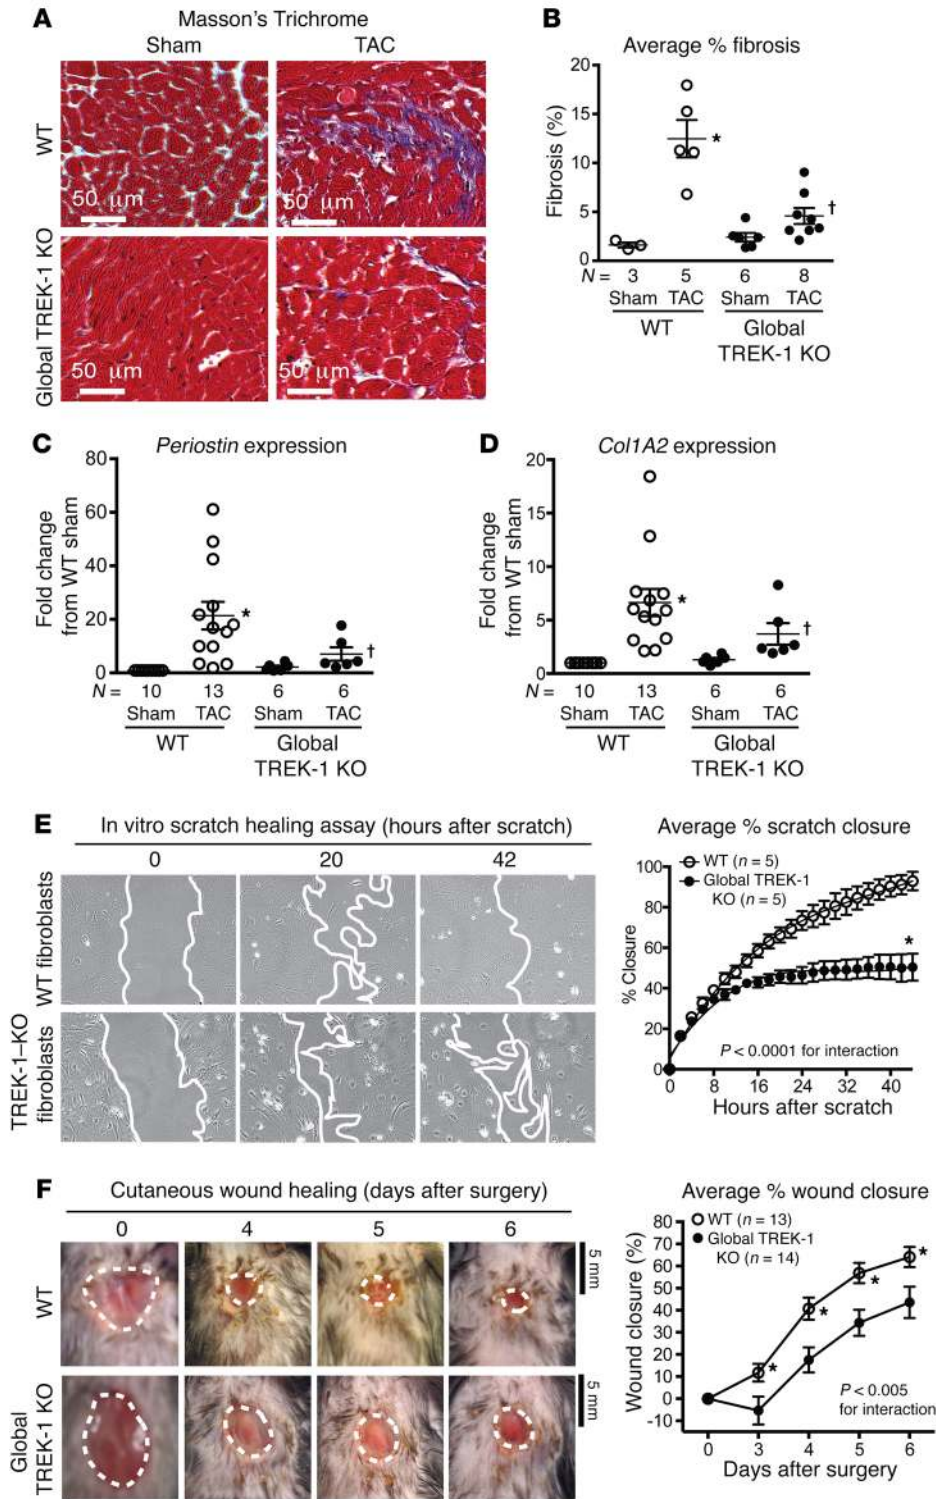 A
Masson's Trichrome
Sham TAC
WT
50 μm
50 μm
Global TREK-1 KO
50 μm
50 μm
B
Average % fibrosis
Fibrosis (%)
20
15
10
5
0
*
†
N = 3 5 6 8
Sham TAC Sham TAC
WT Global
TREK-1 KO
C
Periostin expression
Fold change
from WT sham
80
60
40
20
0
*
†
N = 10 13 6 6
Sham TAC Sham TAC
WT Global
TREK-1 KO
D
Col1A2 expression
Fold change
from WT sham
20
15
10
5
0
*
†
N = 10 13 6 6
Sham TAC Sham TAC
WT Global
TREK-1 KO
E
In vitro scratch healing assay (hours after scratch)
0 20 42
WT fibroblasts
TREK-1–KO
fibroblasts
Average % scratch closure
WT (n = 5)
Global TREK-1
KO (n = 5)
% Closure
100
80
60
40
20
0
*
P < 0.0001 for interaction
0 8 16 24 32 40
Hours after scratch
F
Cutaneous wound healing (days after surgery)
0 4 5 6
WT
5 mm
Global
TREK-1 KO
5 mm
Average % wound closure
WT (n = 13)
Global TREK-1
KO (n = 14)
Wound closure (%)
80
70
60
50
40
30
20
10
0
-10
*
*
*
*
P < 0.005
for interaction
0 3 4 5 6
Days after surgery